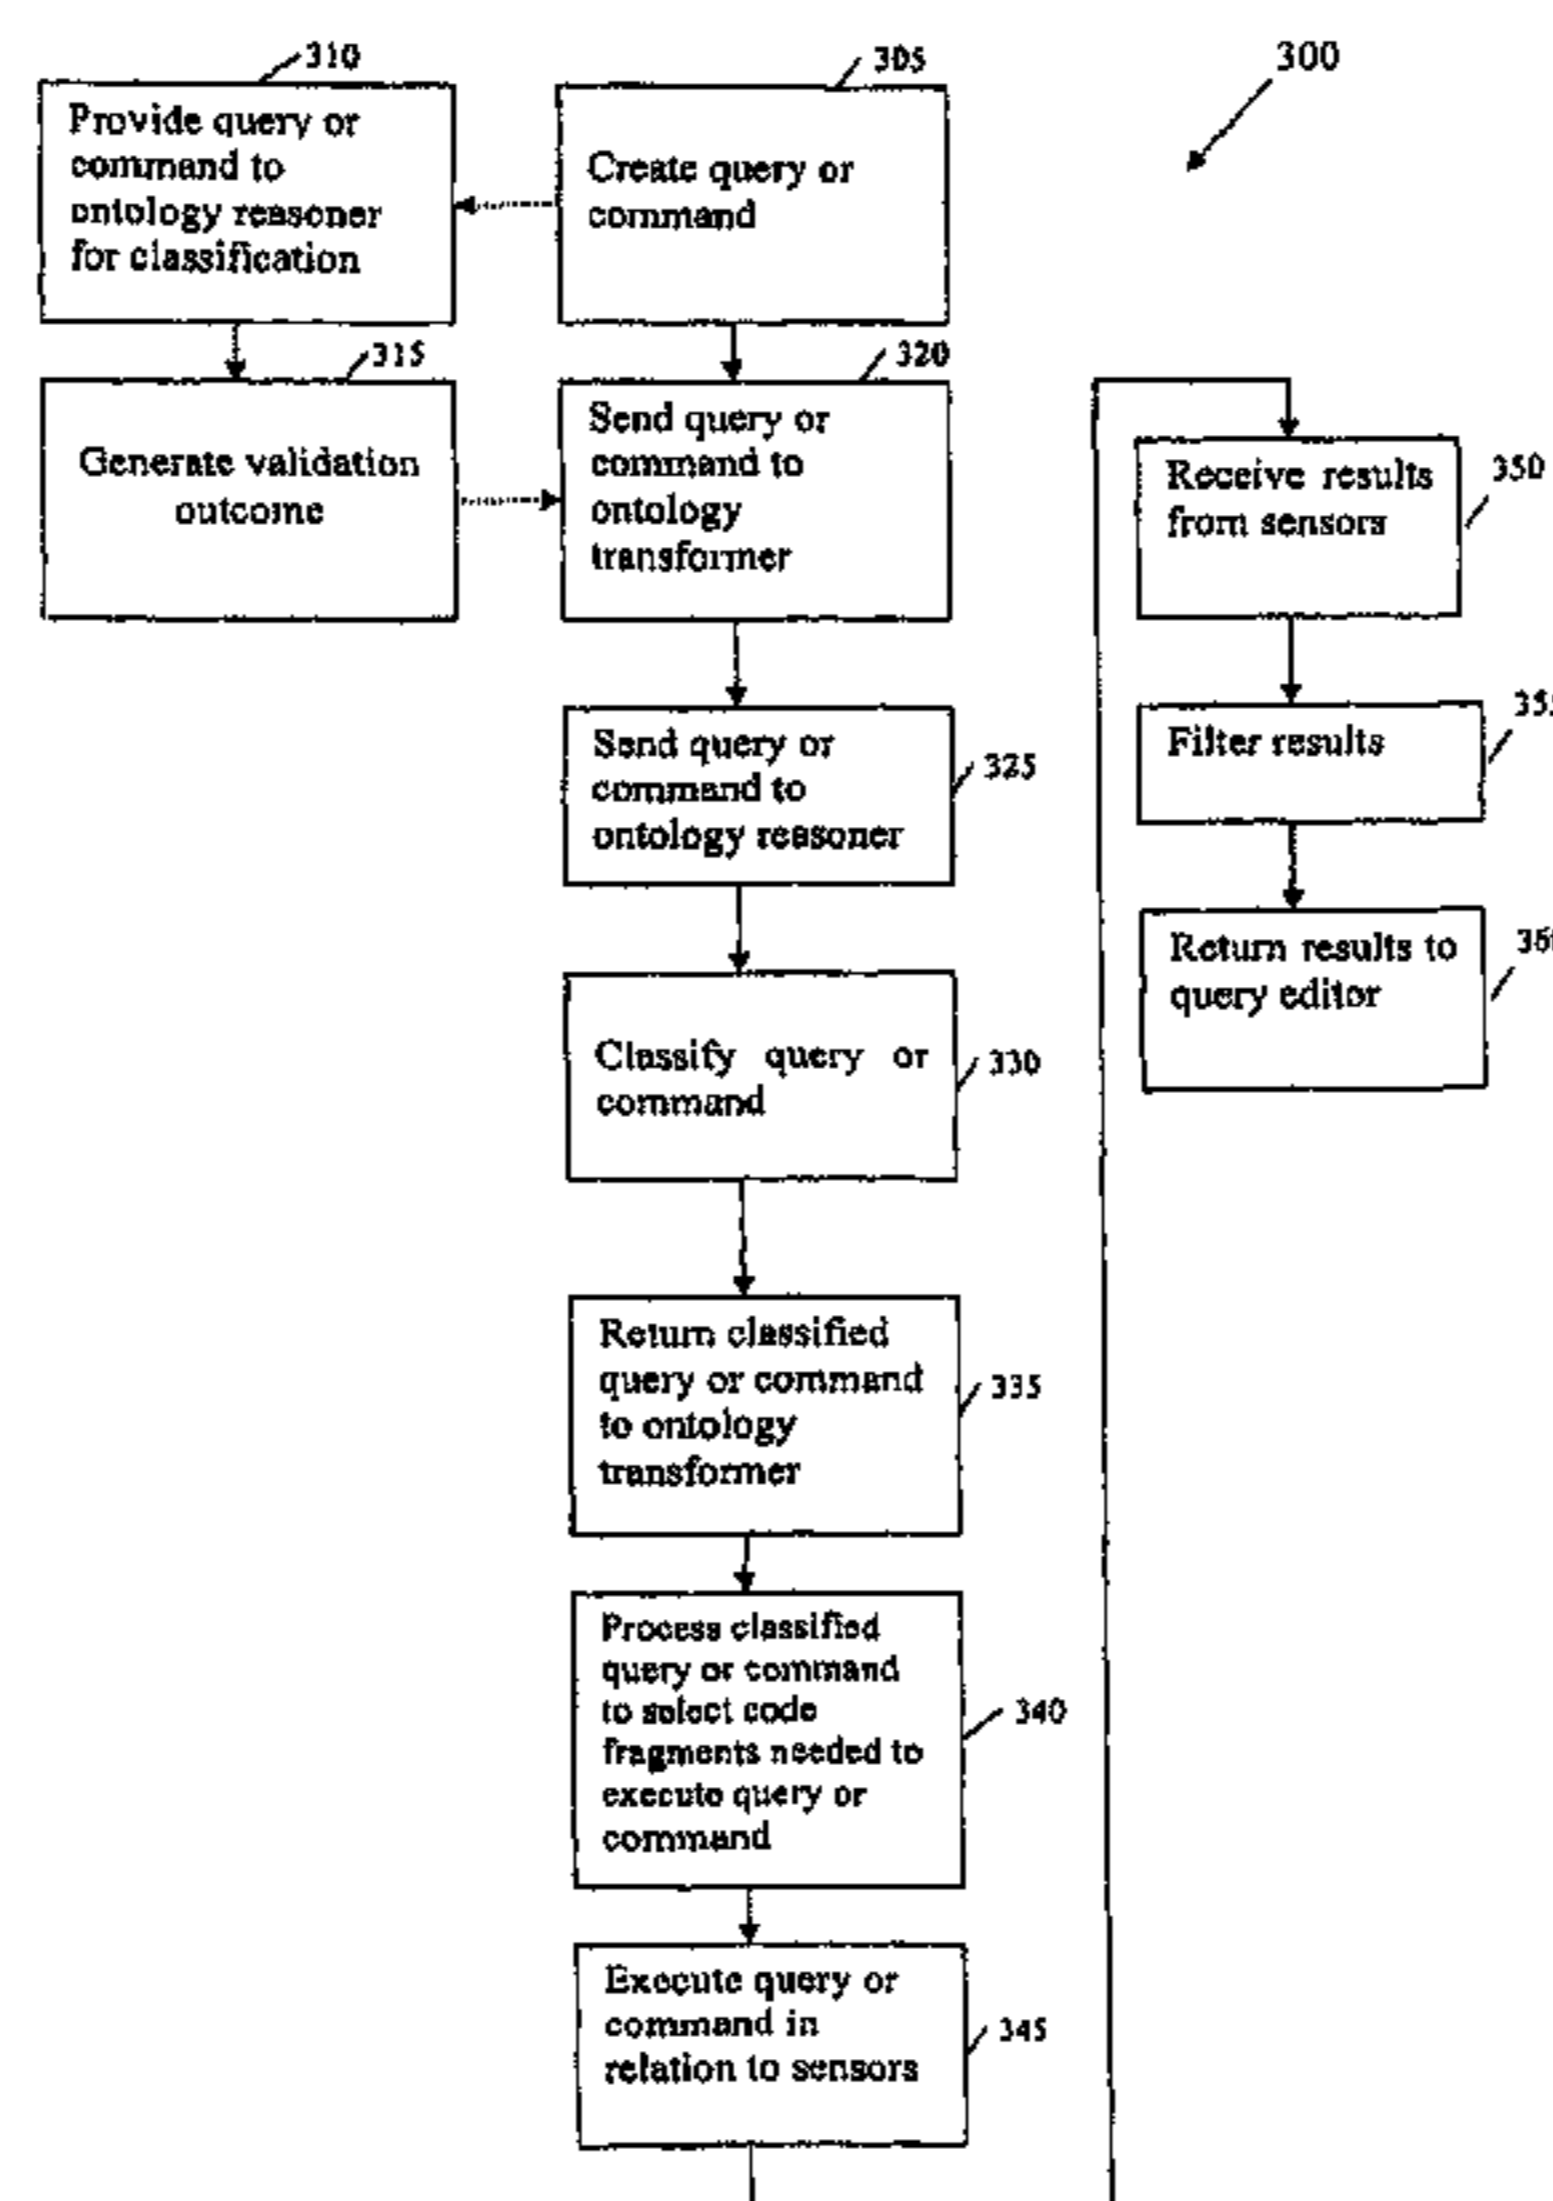 310
305
300
Provide query or
command to
ontology reasoner
for classification
Create query or
command
315
320
Generate validation
outcome
Send query or
command to
ontology
transformer
Send query or
command to
ontology reasoner
325
Classify query or
command
330
Return classified
query or command
to ontology
transformer
335
Process classified
query or command
to select code
fragments needed to
execute query or
command
340
Execute query or
command in
relation to sensors
345
Receive results
from sensors
350
Filter results
Return results to
query editor